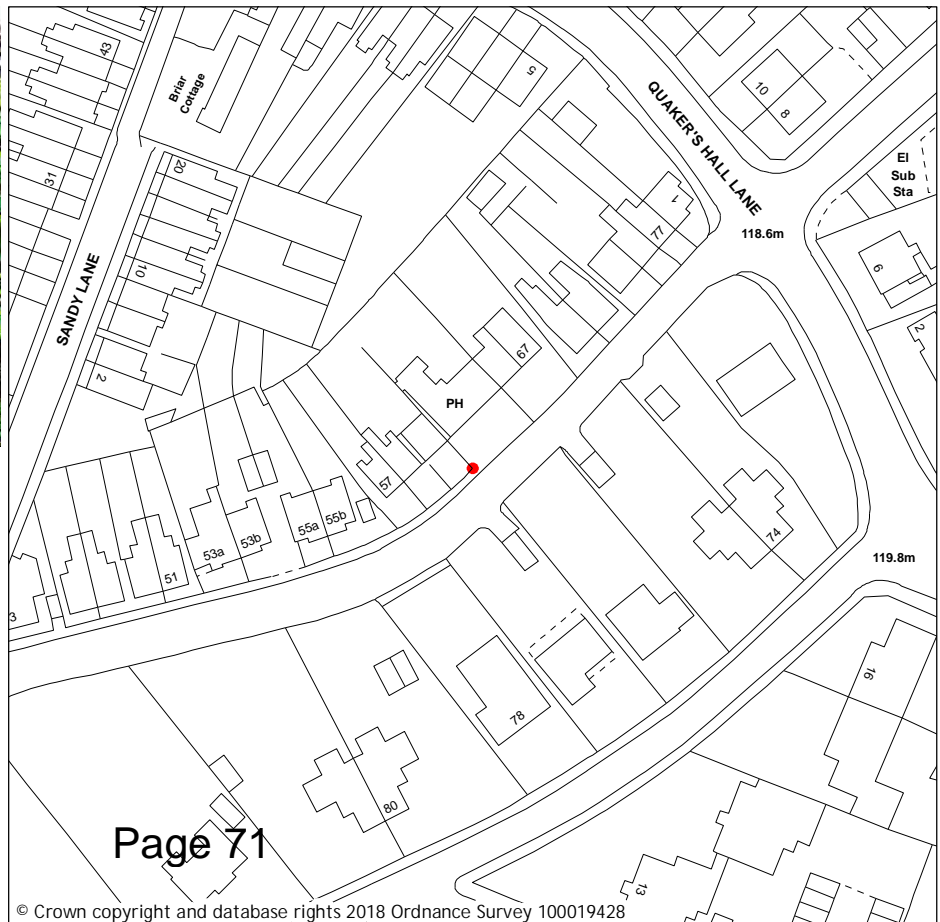 43
Briar
Cottage
5
QUAKER'S HALL LANE
10
8
El
Sub
Sta
31
20
1
77
118.6m
6
SANDY LANE
10
67
2
2
PH
57
55a
55b
53a
53b
51
74
119.8m
3
16
78
80
Page 71
13
© Crown copyright and database rights 2018 Ordnance Survey 100019428